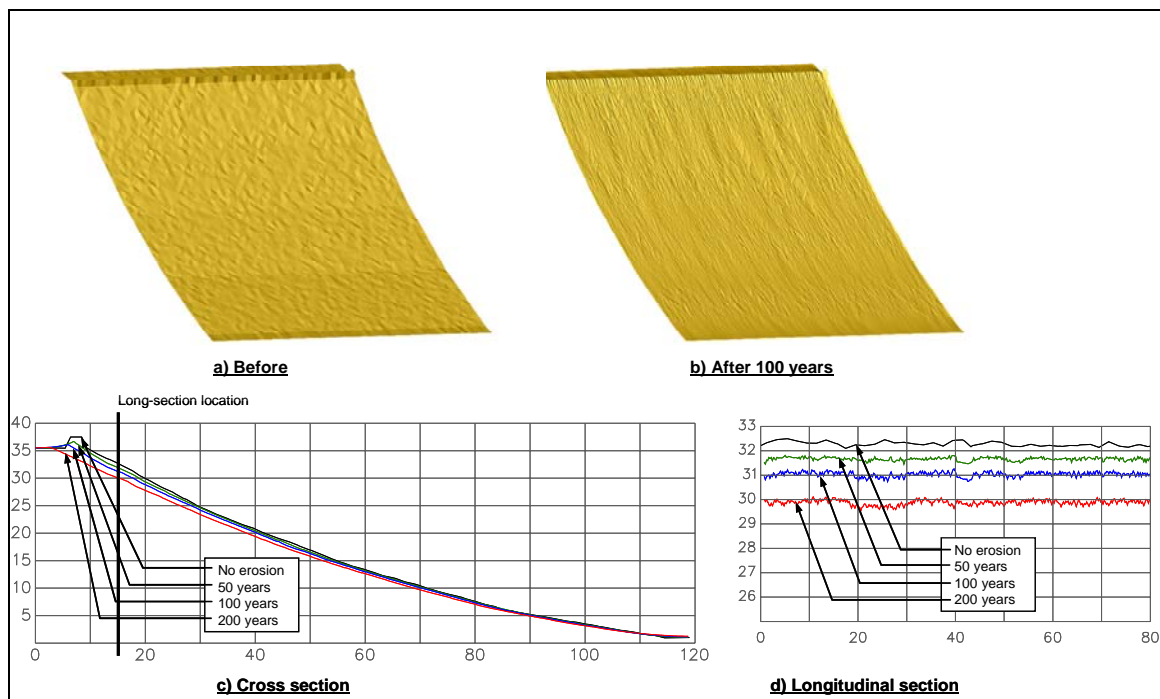 a) Before
b) After 100 years
Long-section location
40
35
30
25
20
15
10
5
0
20
40
60
80
100
120
No erosion
50 years
100 years
200 years
c) Cross section
33
32
31
30
29
28
27
26
0
20
40
60
80
No erosion
50 years
100 years
200 years
d) Longitudinal section